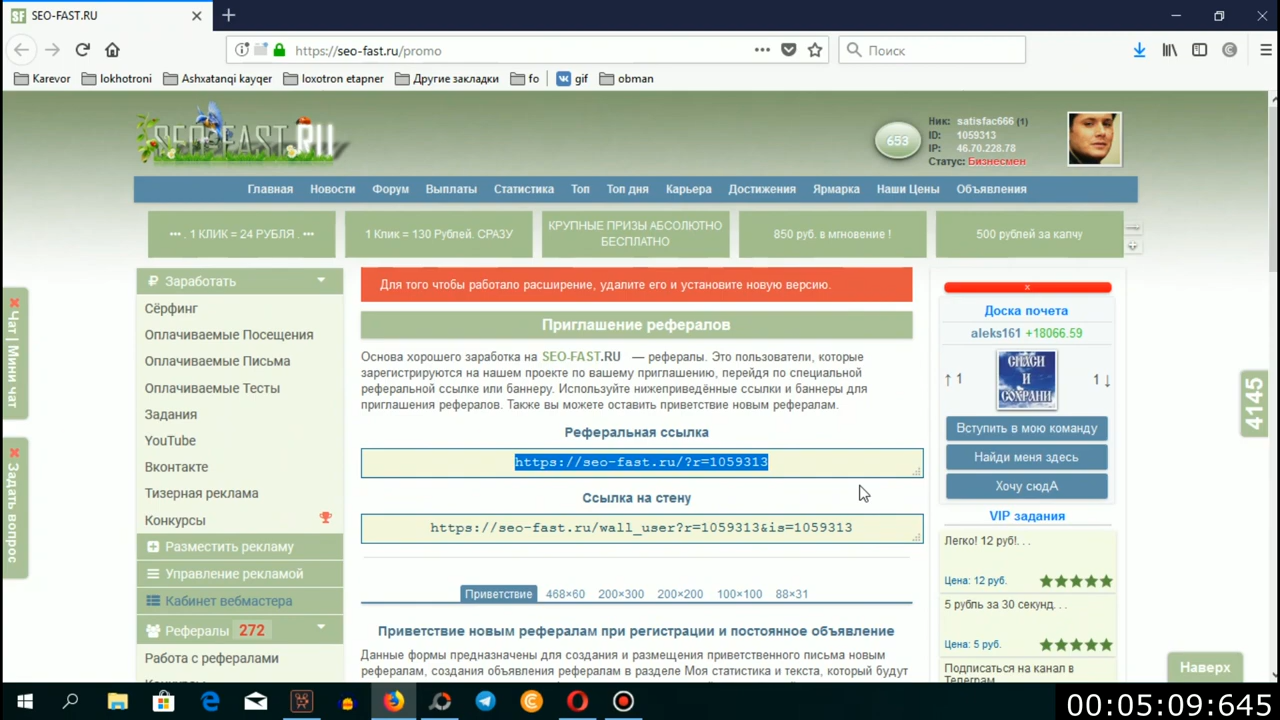 SEO-FAST.RU
https://seo-fast.ru/promo
Поиск
Karevor
lokhotroni
Ashxatanqi kayqer
loxotron etapner
Другие закладки
fo
gif
obman
SEO-FAST.RU
653
Ник: satisfac666 (1)
ID: 1059313
IP: 46.70.228.78
Статус: Бизнесмен
Главная Новости Форум Выплаты Статистика Топ Топ дня Карьера Достижения Ярмарка Наши Цены Объявления
••• . 1 КЛИК = 24 РУБЛЯ . •••
1 Клик = 130 Рублей. СРАЗУ
КРУПНЫЕ ПРИЗЫ АБСОЛЮТНО
БЕСПЛАТНО
850 руб. в мгновение !
500 рублей за капчу
Чат | Мини чат
Задать вопрос
Заработать
Сёрфинг
Оплачиваемые Посещения
Оплачиваемые Письма
Оплачиваемые Тесты
Задания
YouTube
Вконтакте
Тизерная реклама
Конкурсы
Разместить рекламу
Управление рекламой
Кабинет вебмастера
Рефералы 272
Работа с рефералами
Для того чтобы работало расширение, удалите его и установите новую версию.
Приглашение рефералов
Основа хорошего заработка на SEO-FAST.RU — рефералы. Это пользователи, которые
зарегистрируются на нашем проекте по вашему приглашению, перейдя по специальной
реферальной ссылке или баннеру. Используйте нижеприведённые ссылки и баннеры для
приглашения рефералов. Также вы можете оставить приветствие новым рефералам.
Реферальная ссылка
https://seo-fast.ru/?r=1059313
Ссылка на стену
https://seo-fast.ru/wall_user?r=1059313&is=1059313
Приветствие 468×60 200×300 200×200 100×100 88×31
Приветствие новым рефералам при регистрации и постоянное объявление
Данные формы предназначены для создания и размещения приветственного письма новым
рефералам, создания объявления рефералам в разделе Моя статистика и текста, который будут
x
Доска почета
aleks161 +18066.59
↑ 1
СПАСИ
И
СОХРАНИ
1 ↓
Вступить в мою команду
Найди меня здесь
Хочу сюдА
VIP задания
Легко! 12 руб!. . .
Цена: 12 руб.
5 рубль за 30 секунд. . .
Цена: 5 руб.
Подписаться на канал в
Телеграм
4145
Наверх
00:05:09:645